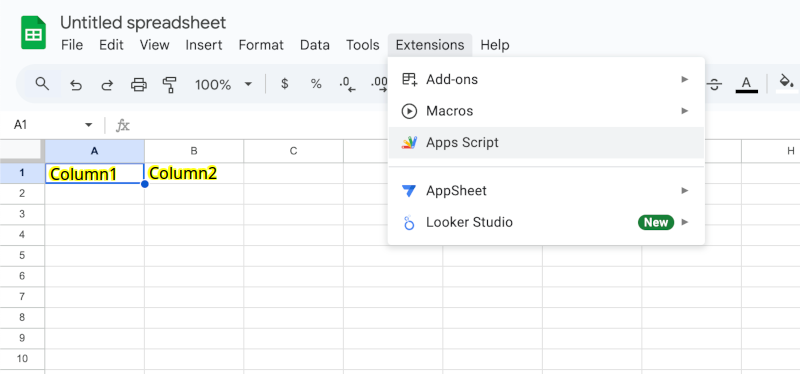 Untitled spreadsheet
File Edit View Insert Format Data Tools Extensions Help
100% $ % .0 .00 A
Add-ons
Macros
Apps Script
AppSheet
Looker Studio New
A1 fx
A B C H
1 Column1 Column2
2
3
4
5
6
7
8
9
10